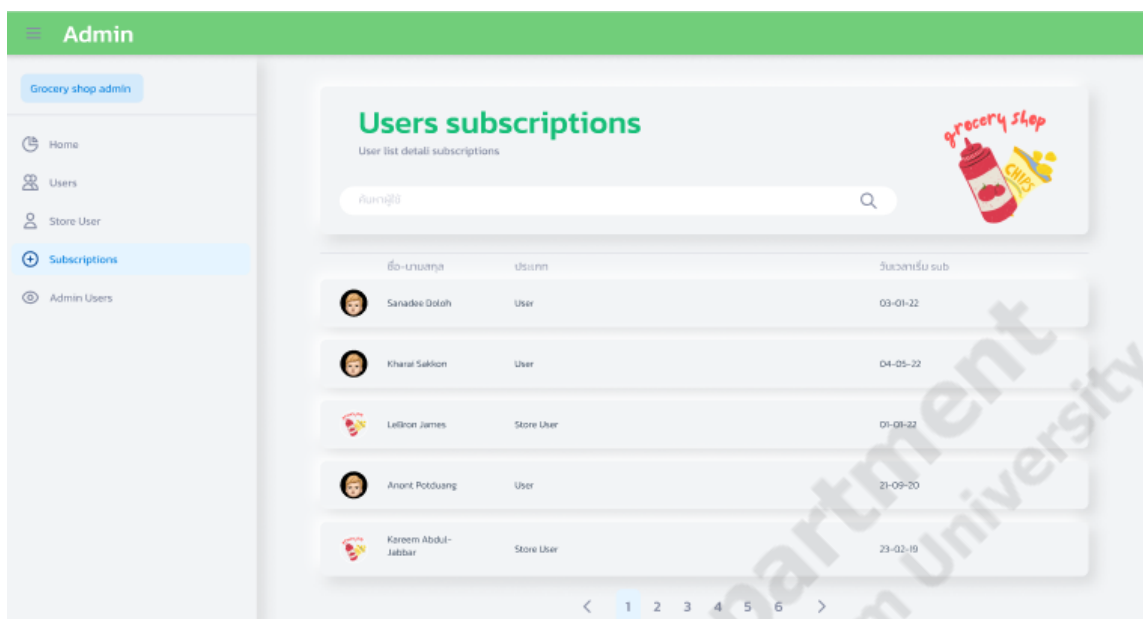 Admin
Grocery shop admin
Home
Users
Store User
Subscriptions
Admin Users
Users subscriptions
User list detali subscriptions
grocery shop
CHIPS
ค้นหาผู้ใช้
ชื่อ-นามสกุล ประเภท วันเวลาเริ่ม sub
Sanadee Doloh User 03-01-22
Kharai Sakkon User 04-05-22
LeBron James Store User 01-01-22
Anont Potduang User 21-09-20
Kareem Abdul-
Jabbar Store User 23-02-19
< 1 2 3 4 5 6 >
partment
University